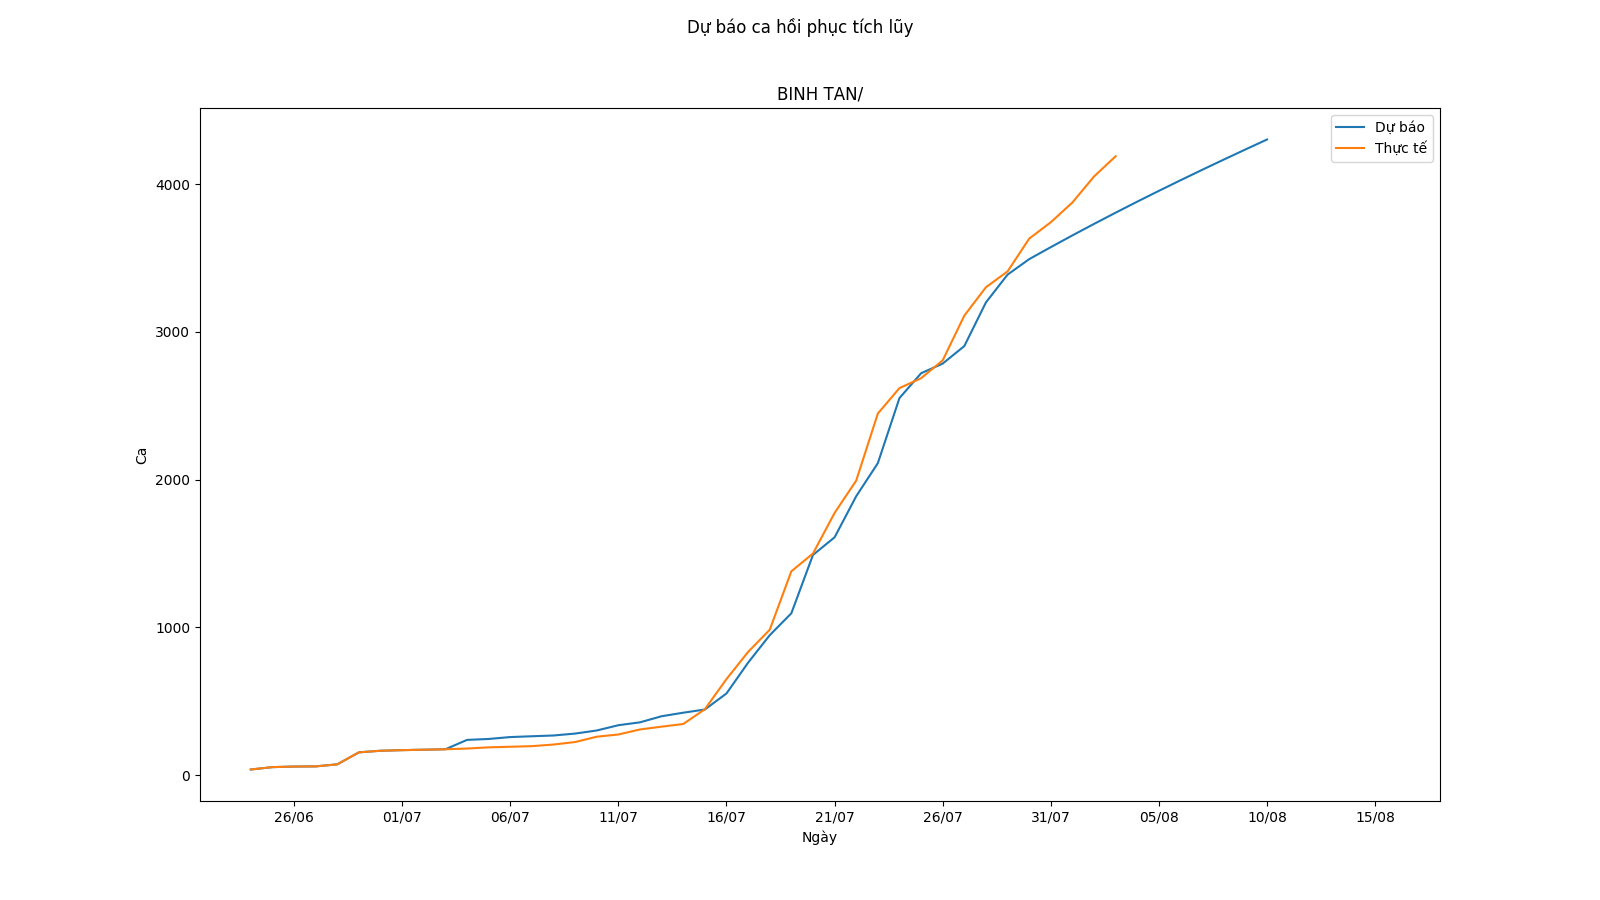 Dự báo ca hồi phục tích lũy
BINH TAN/
Dự báo
Thực tế
4000
3000
2000
1000
0
Ca
26/06 01/07 06/07 11/07 16/07 21/07 26/07 31/07 05/08 10/08 15/08
Ngày